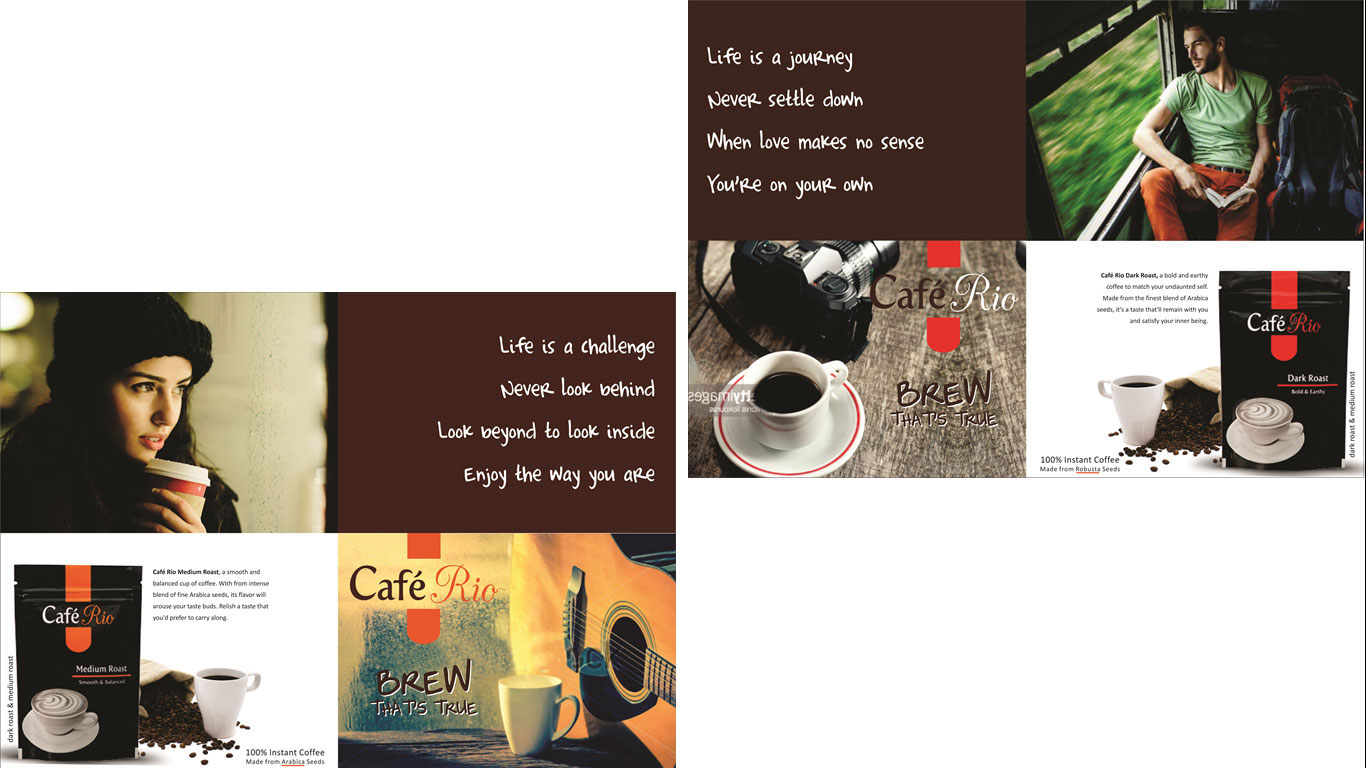 Life is a journey
Never settle down
When love makes no sense
You're on your own
Café Rio
BREW
THAT'S TRUE
Café Rio Dark Roast, a bold and earthy
coffee to match your undaunted self.
Made from the finest blend of Arabica
seeds, it's a taste that'll remain with you
and satisfy your inner being.
Café Rio
Dark Roast
Bold & Earthy
dark roast & medium roast
100% Instant Coffee
Made from Robusta Seeds
Life is a challenge
Never look behind
Look beyond to look inside
Enjoy the way you are
Café Rio Medium Roast, a smooth and
balanced cup of coffee. With from intense
blend of fine Arabica seeds, its flavor will
arouse your taste buds. Relish a taste that
you'd prefer to carry along.
Café Rio
Medium Roast
Smooth & Balanced
dark roast & medium roast
100% Instant Coffee
Made from Arabica Seeds
Café Rio
BREW
THAT'S TRUE